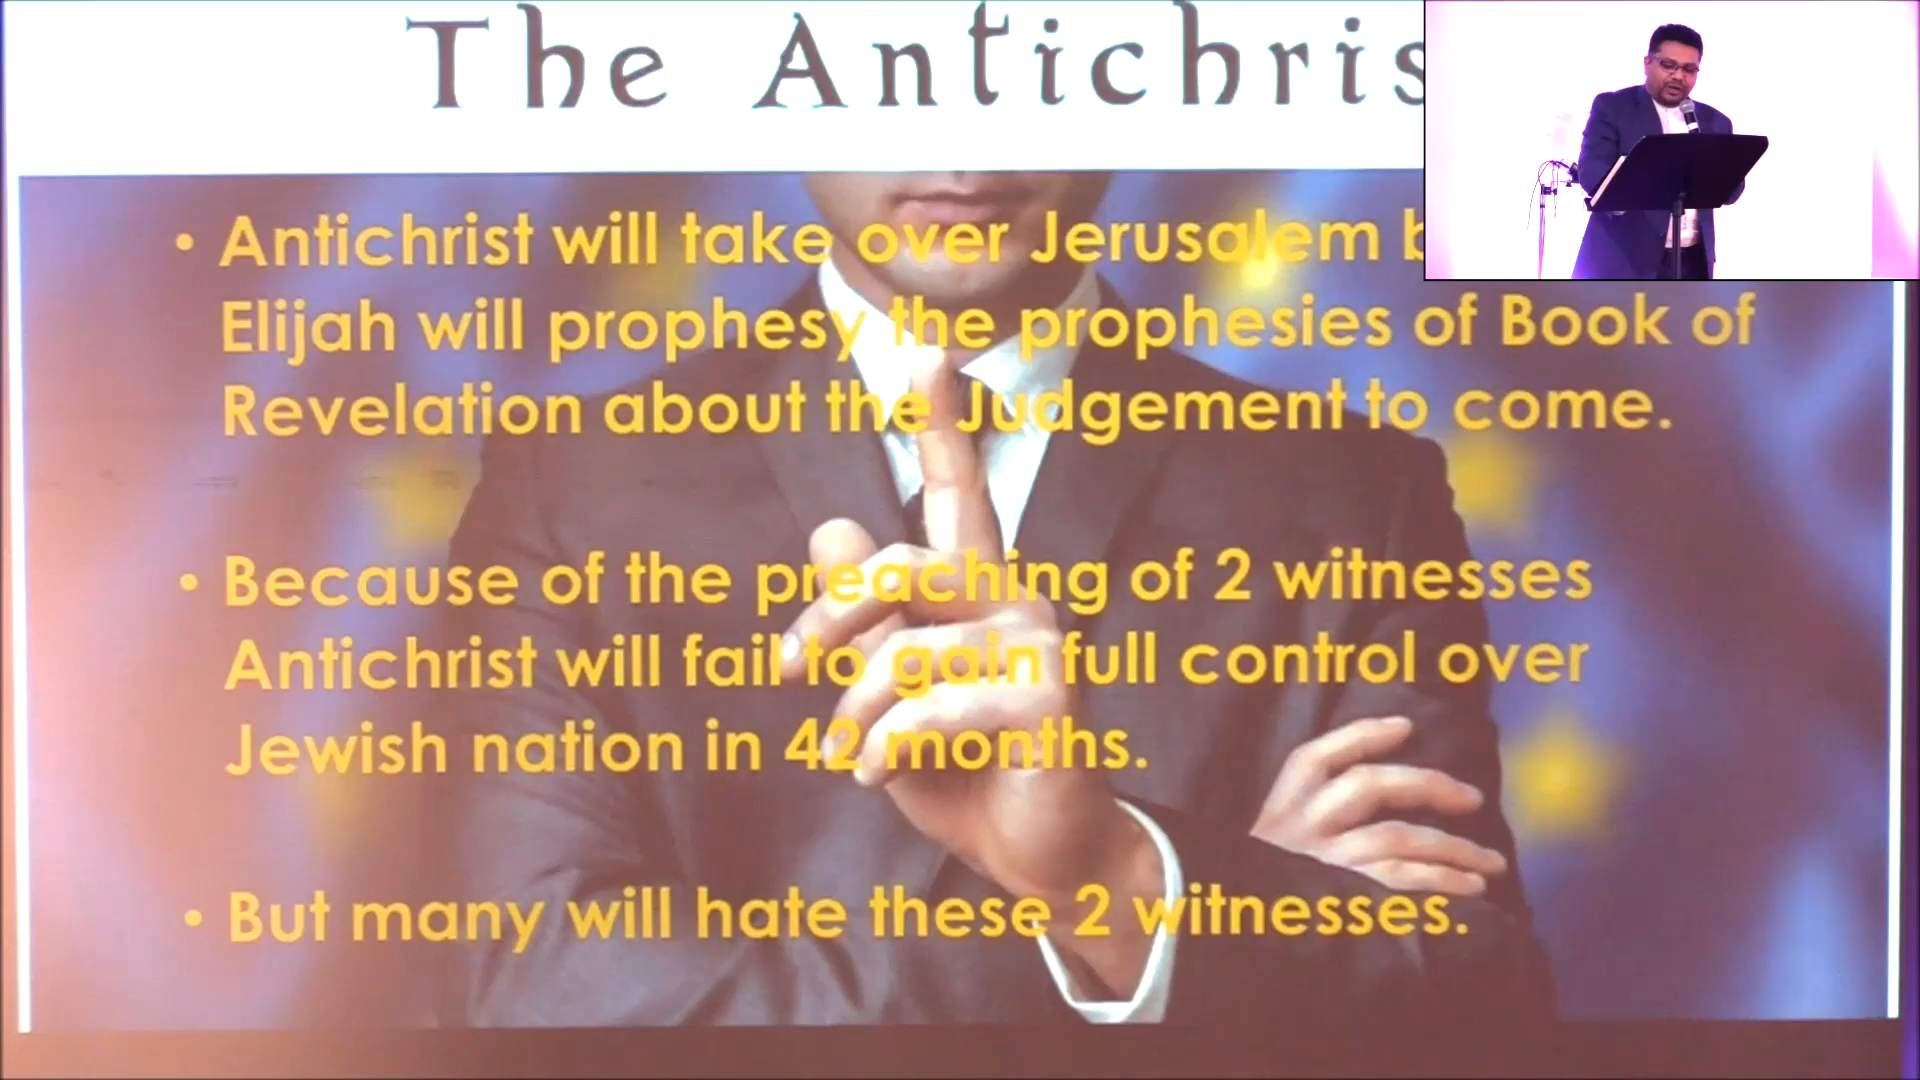 The Antichris
• Antichrist will take over Jerusalem b
Elijah will prophesy the prophesies of Book of
Revelation about the Judgement to come.
• Because of the preaching of 2 witnesses
Antichrist will fail to gain full control over
Jewish nation in 42 months.
• But many will hate these 2 witnesses.